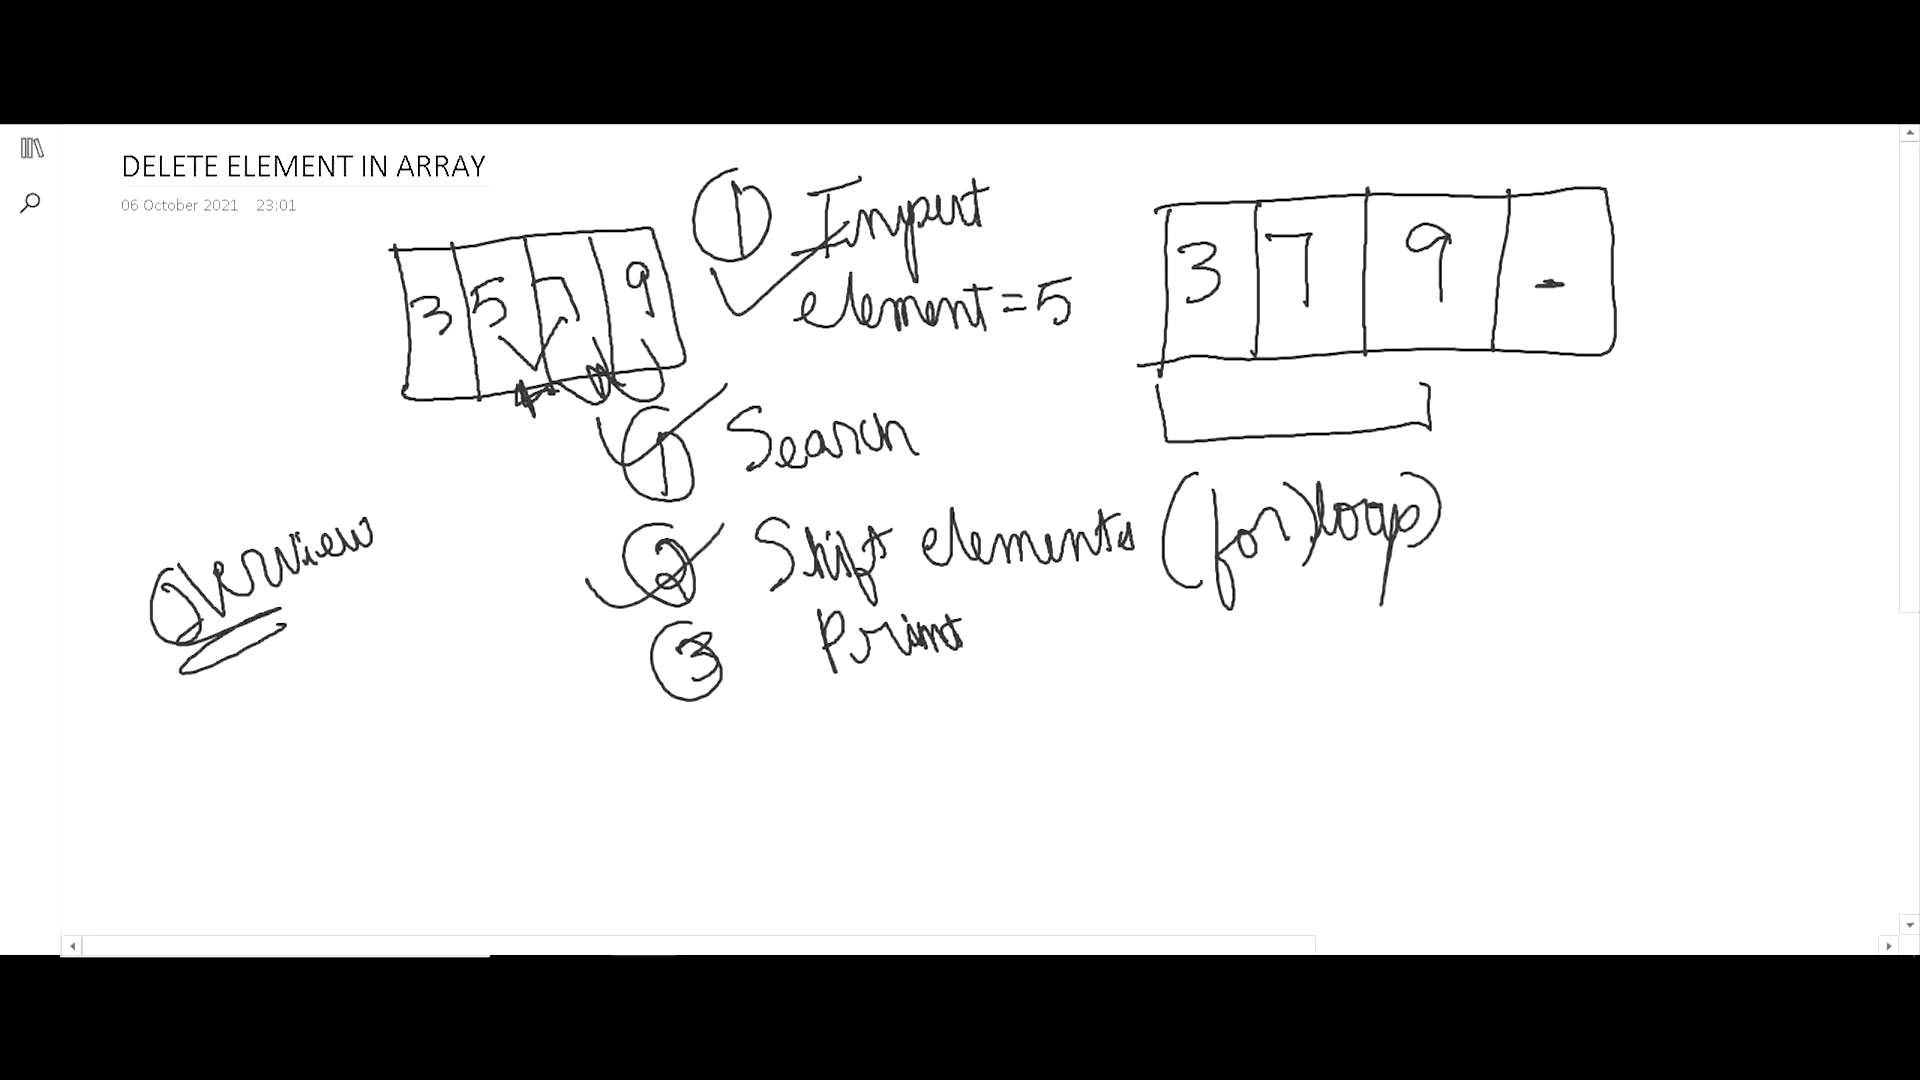 DELETE ELEMENT IN ARRAY
06 October 2021 23:01
3 5 7 9
1 Input
element = 5
3 7 9 -
1 Search
2 Shift elements (for) loop)
3 Print
Overview